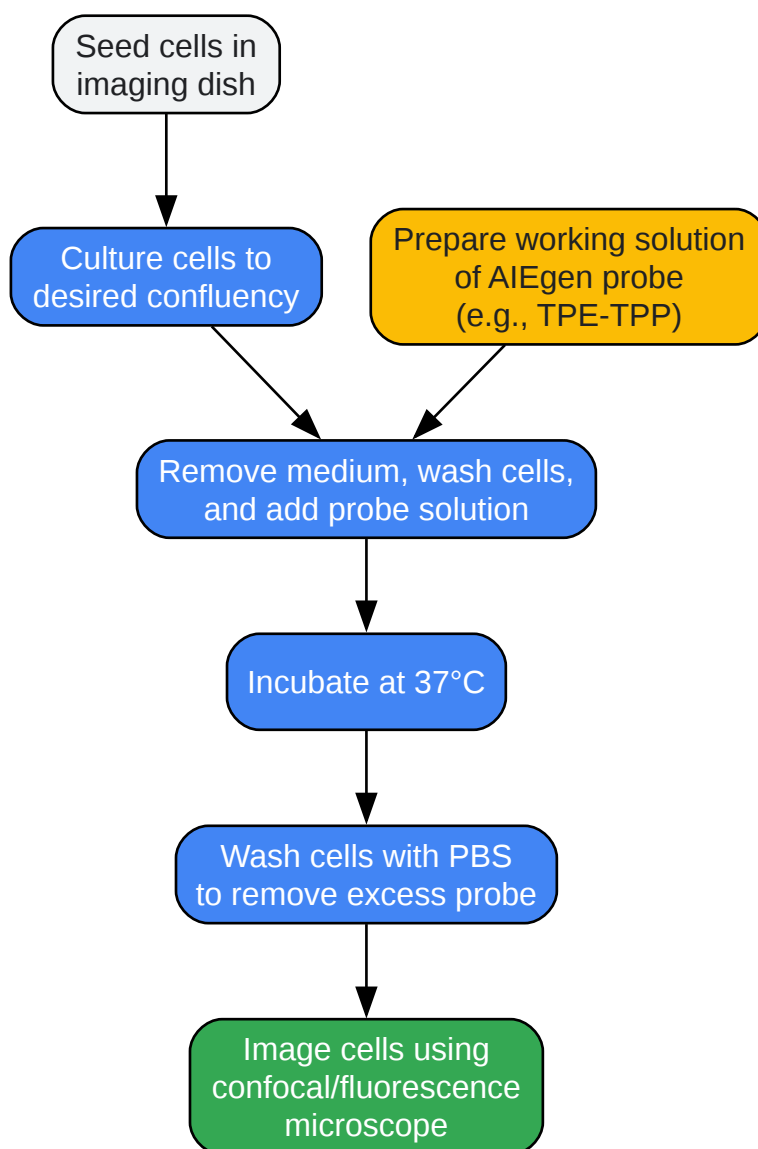 Seed cells in
imaging dish
Culture cells to
desired confluency
Prepare working solution
of AIEgen probe
(e.g., TPE-TPP)
Remove medium, wash cells,
and add probe solution
Incubate at 37°C
Wash cells with PBS
to remove excess probe
Image cells using
confocal/fluorescence
microscope